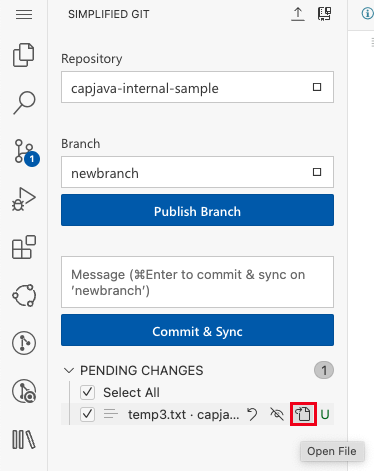 SIMPLIFIED GIT
Repository
capjava-internal-sample
Branch
newbranch
1
Publish Branch
Message (⌘Enter to commit & sync on
'newbranch')
Commit & Sync
PENDING CHANGES 1
Select All
temp3.txt · capja... U
Open File